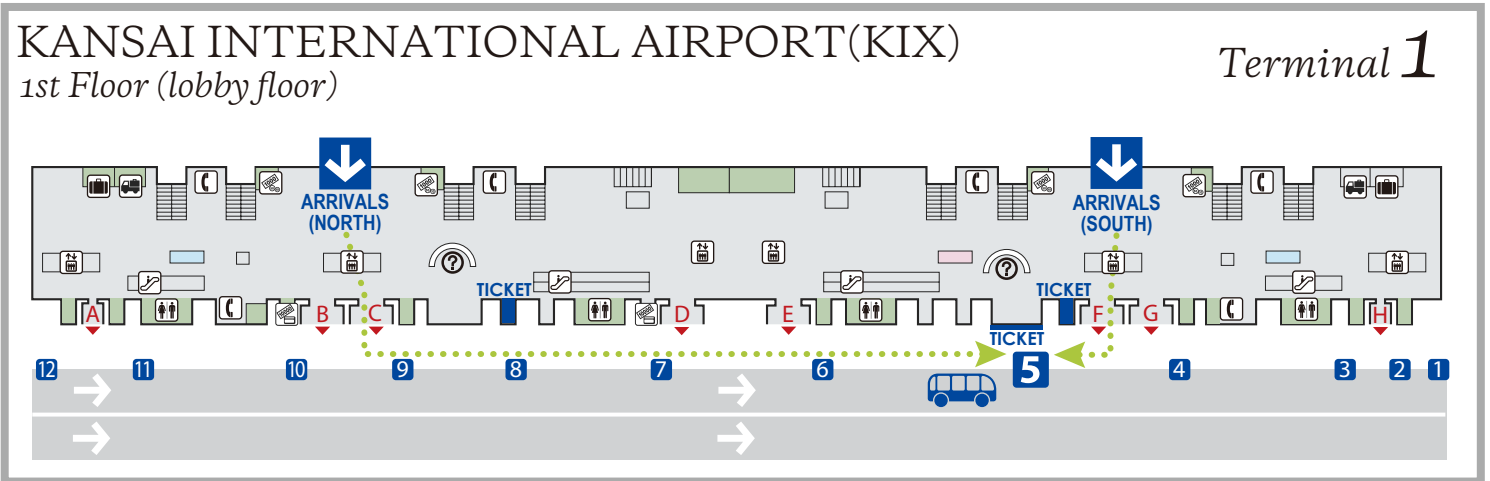 KANSAI INTERNATIONAL AIRPORT(KIX)
1st Floor (lobby floor)
Terminal 1
ARRIVALS
(NORTH)
ARRIVALS
(SOUTH)
?
?
TICKET
TICKET
A
B
C
D
E
F
G
H
TICKET
12
11
10
9
8
7
6
5
4
3
2
1